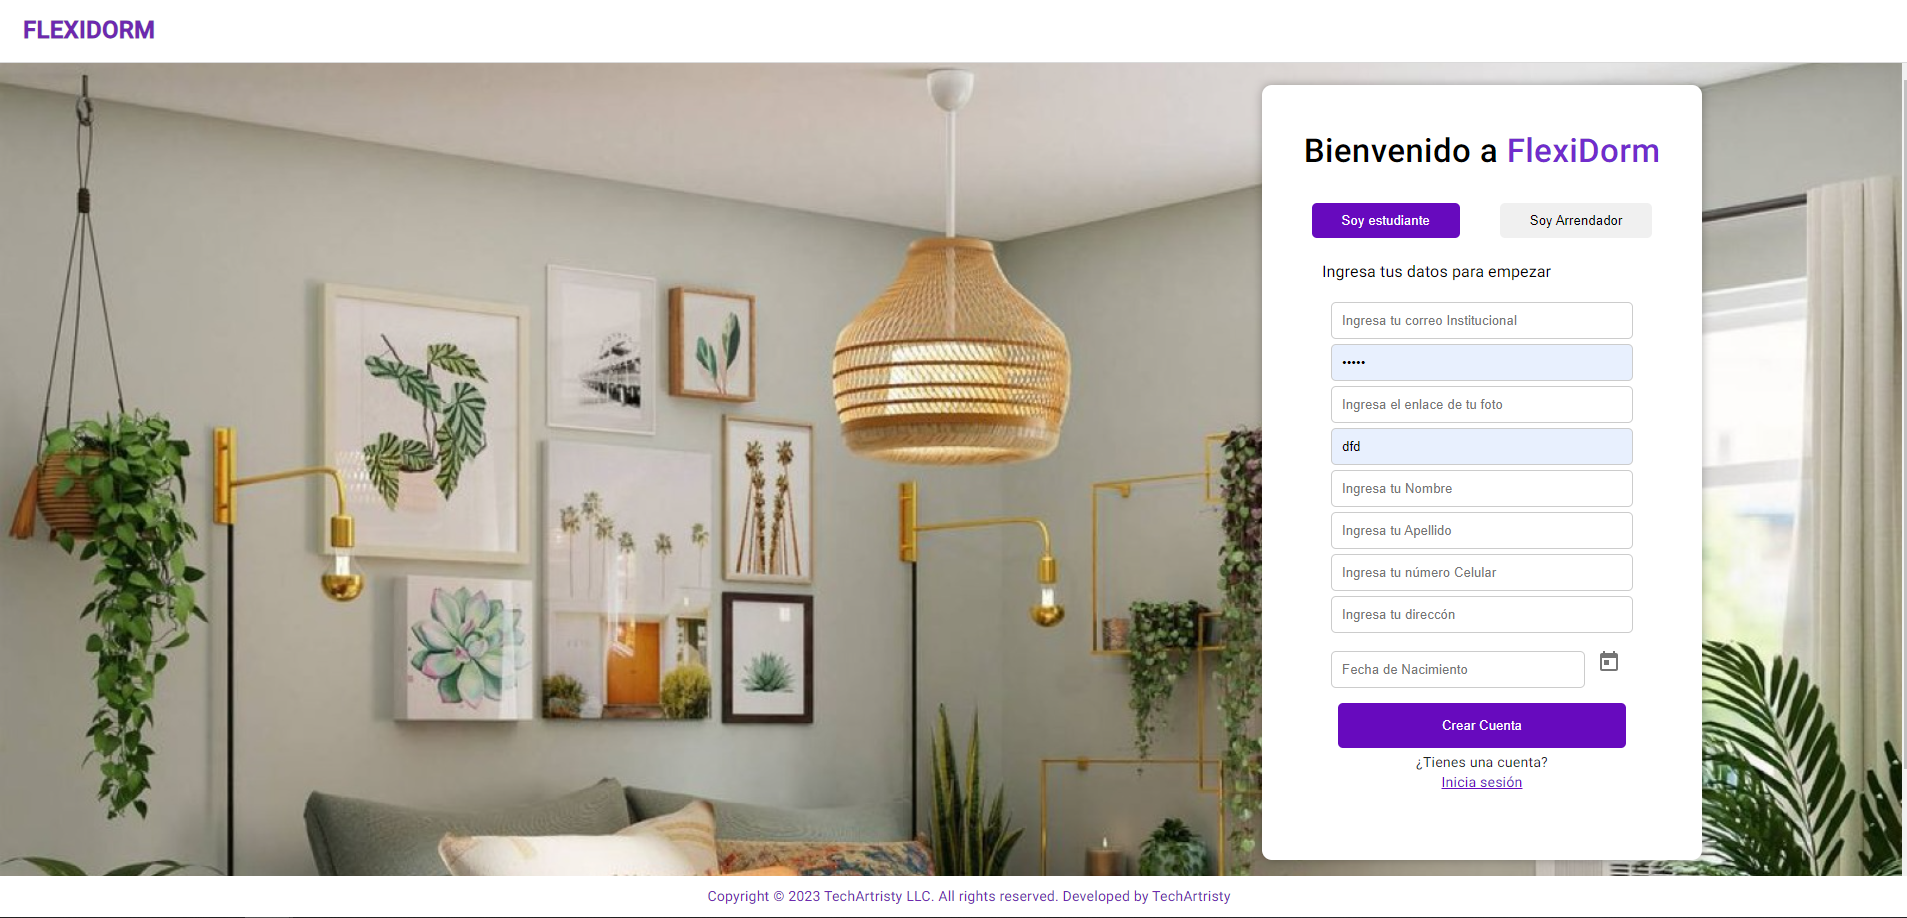 FLEXIDORM
Bienvenido a FlexiDorm
Soy estudiante
Soy Arrendador
Ingresa tus datos para empezar
Ingresa tu correo Institucional
•••••
Ingresa el enlace de tu foto
dfd
Ingresa tu Nombre
Ingresa tu Apellido
Ingresa tu número Celular
Ingresa tu direccón
Fecha de Nacimiento
Crear Cuenta
¿Tienes una cuenta?
Inicia sesión
Copyright © 2023 TechArtristy LLC. All rights reserved. Developed by TechArtristy